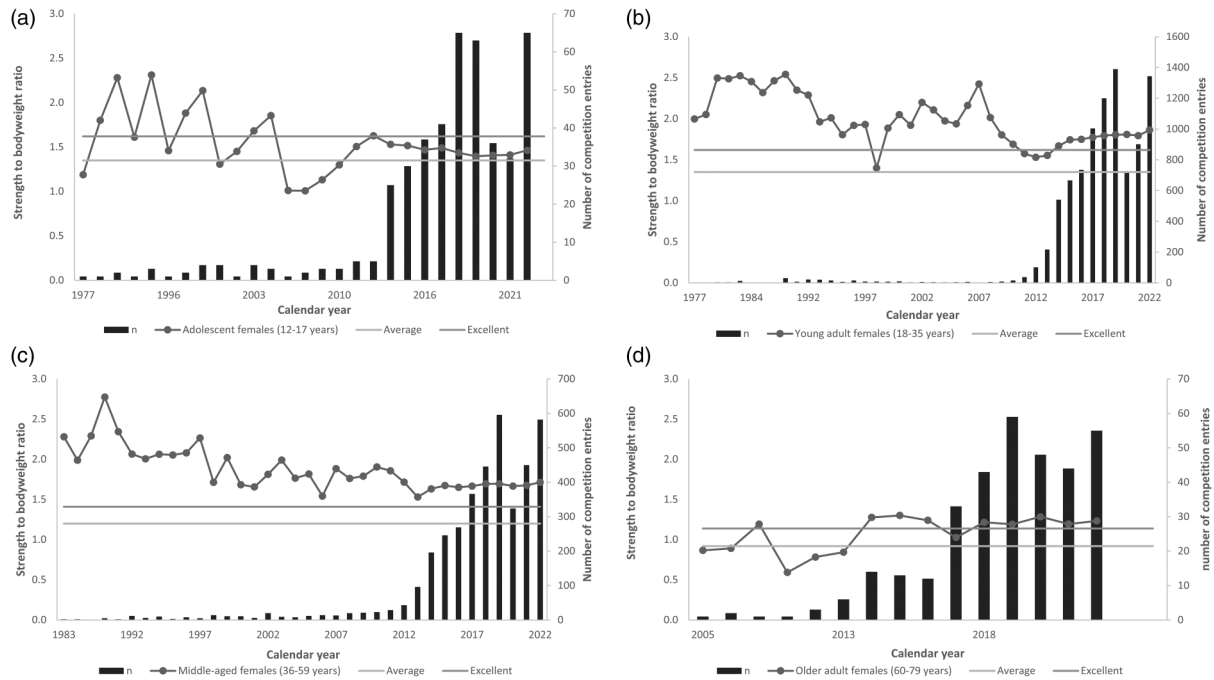 (a)
3.0
2.5
2.0
1.5
1.0
0.5
0.0
Strength to bodyweight ratio
70
60
50
40
30
20
10
0
Number of competition entries
1977 1996 2003 2010 2016 2021
Calendar year
n Adolescent females (12-17 years) Average Excellent
(b)
3.0
2.5
2.0
1.5
1.0
0.5
0.0
Strength to bodyweight ratio
1600
1400
1200
1000
800
600
400
200
0
Number of competition entries
1977 1984 1992 1997 2002 2007 2012 2017 2022
Calendar year
n Young adult females (18-35 years) Average Excellent
(c)
3.0
2.5
2.0
1.5
1.0
0.5
0.0
Strength to bodyweight ratio
700
600
500
400
300
200
100
0
Number of competition entries
1983 1992 1997 2002 2007 2012 2017 2022
Calendar year
n Middle-aged females (36-59 years) Average Excellent
(d)
3.0
2.5
2.0
1.5
1.0
0.5
0.0
Strength to bodyweight ratio
70
60
50
40
30
20
10
0
number of competition entries
2005 2013 2018
Calendar year
n Older adult females (60-79 years) Average Excellent